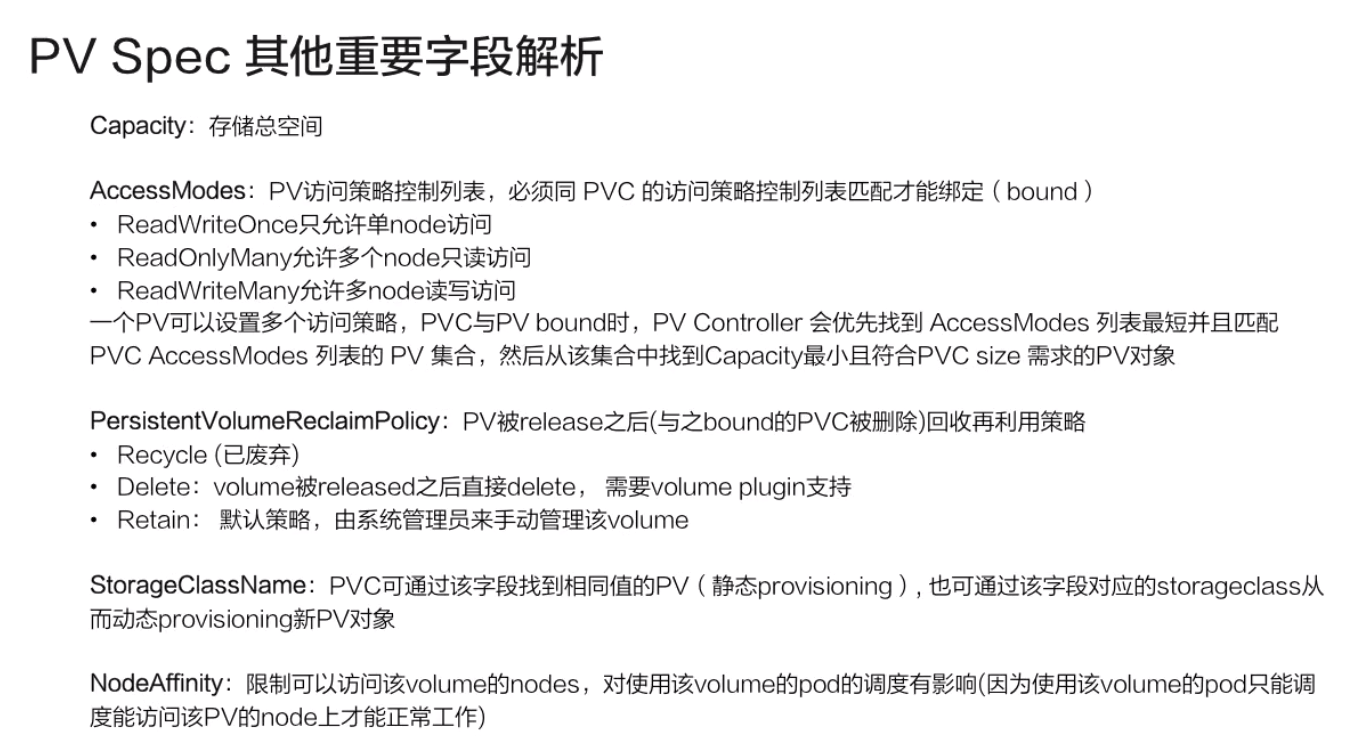 PV Spec 其他重要字段解析
Capacity：存储总空间
AccessModes：PV访问策略控制列表，必须同 PVC 的访问策略控制列表匹配才能绑定（bound）
• ReadWriteOnce只允许单node访问
• ReadOnlyMany允许多个node只读访问
• ReadWriteMany允许多node读写访问
一个PV可以设置多个访问策略，PVC与PV bound时，PV Controller 会优先找到 AccessModes 列表最短并且匹配
PVC AccessModes 列表的 PV 集合，然后从该集合中找到Capacity最小且符合PVC size 需求的PV对象
PersistentVolumeReclaimPolicy：PV被release之后(与之bound的PVC被删除)回收再利用策略
• Recycle (已废弃)
• Delete：volume被released之后直接delete， 需要volume plugin支持
• Retain： 默认策略，由系统管理员来手动管理该volume
StorageClassName：PVC可通过该字段找到相同值的PV（静态provisioning）, 也可通过该字段对应的storageclass从
而动态provisioning新PV对象
NodeAffinity：限制可以访问该volume的nodes，对使用该volume的pod的调度有影响(因为使用该volume的pod只能调
度能访问该PV的node上才能正常工作)